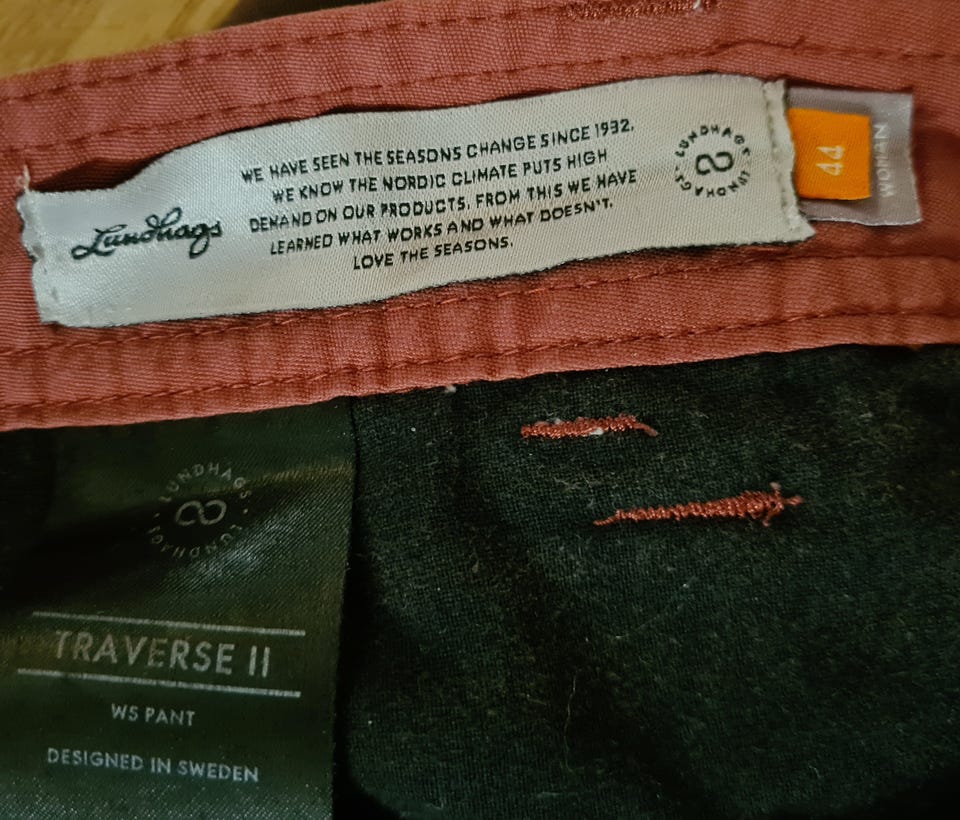 WE HAVE SEEN THE SEASONS CHANGE SINCE 1932.
WE KNOW THE NORDIC CLIMATE PUTS HIGH
DEMAND ON OUR PRODUCTS. FROM THIS WE HAVE
LEARNED WHAT WORKS AND WHAT DOESN'T.
LOVE THE SEASONS.
Lundhags
LUNDHAGS LUNDHAGS
44
WOMAN
LUNDHAGS LUNDHAGS
TRAVERSE II
WS PANT
DESIGNED IN SWEDEN